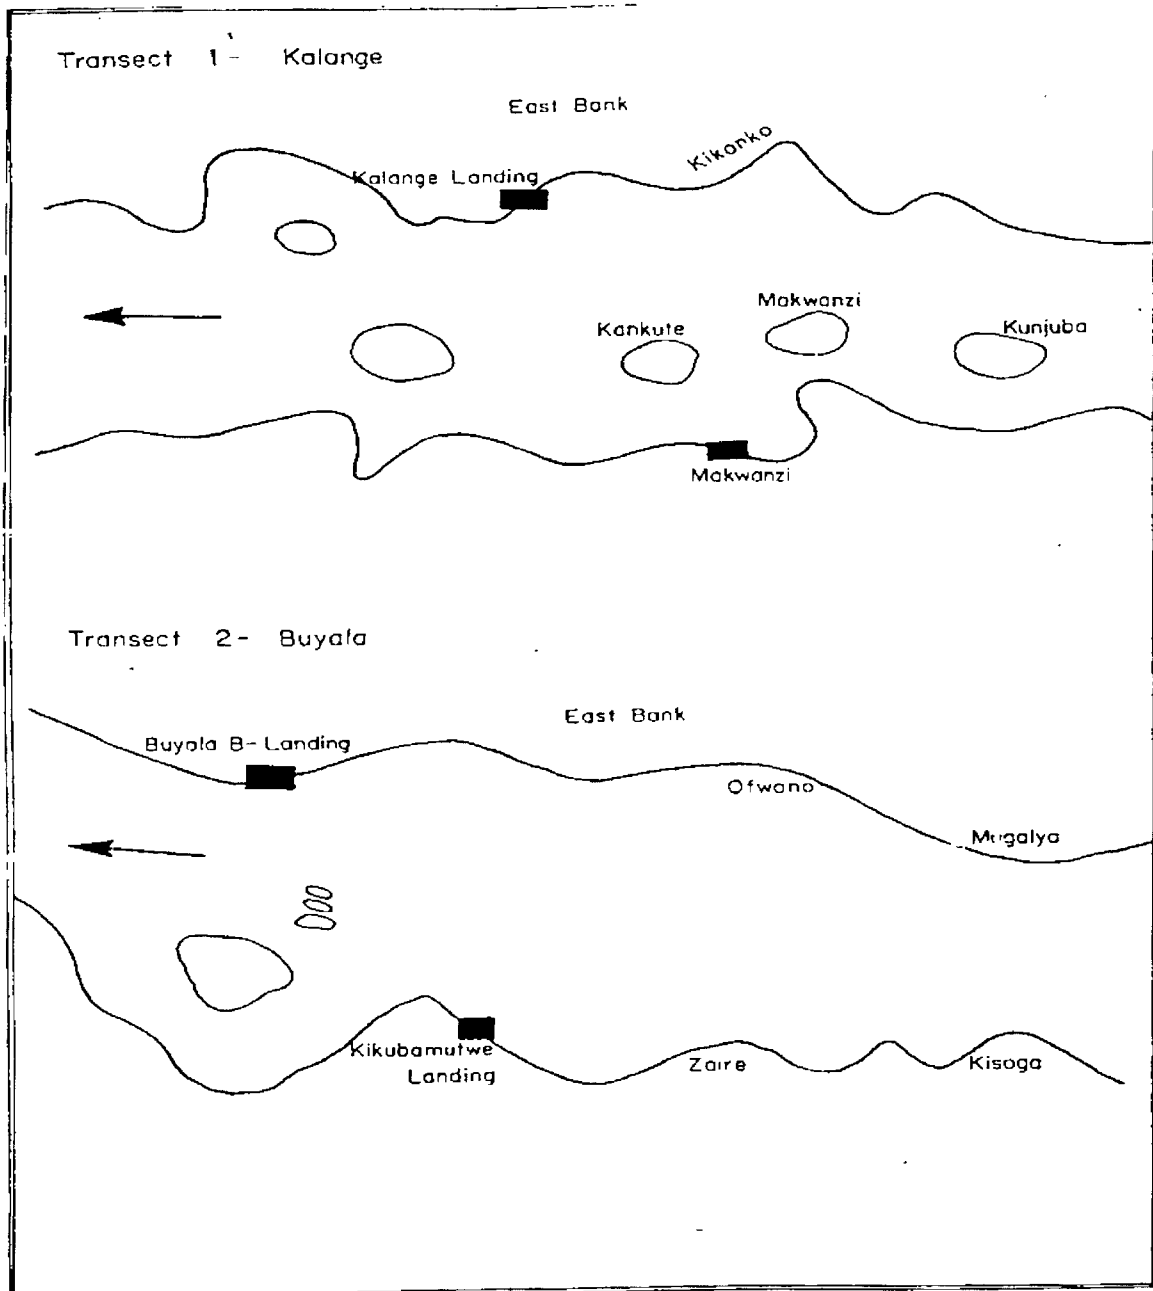 Transect 1 - Kalange
East Bank
Kikonko
Kalange Landing
Makwanzi
Kankute
Kunjuba
Makwanzi
Transect 2 - Buyala
East Bank
Buyala B- Landing
Ofwano
Mugalya
Kikubamutwe
Landing
Zaire
Kisoga